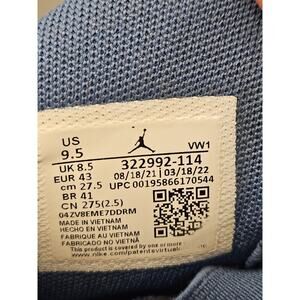 US
9.5
VW1
UK 8.5
322992-114
EUR 43
08/18/21 03/18/22
cm 27.5
UPC 00195866170544
BR 41
CN 275(2.5)
04ZV8EME7DDRM
MADE IN VIETNAM
HECHO EN VIETNAM
FABRIQUE AU VIETNAM
FABRICADO NO VIETNÃ
This product is covered by one or more
www.nike.com/patents